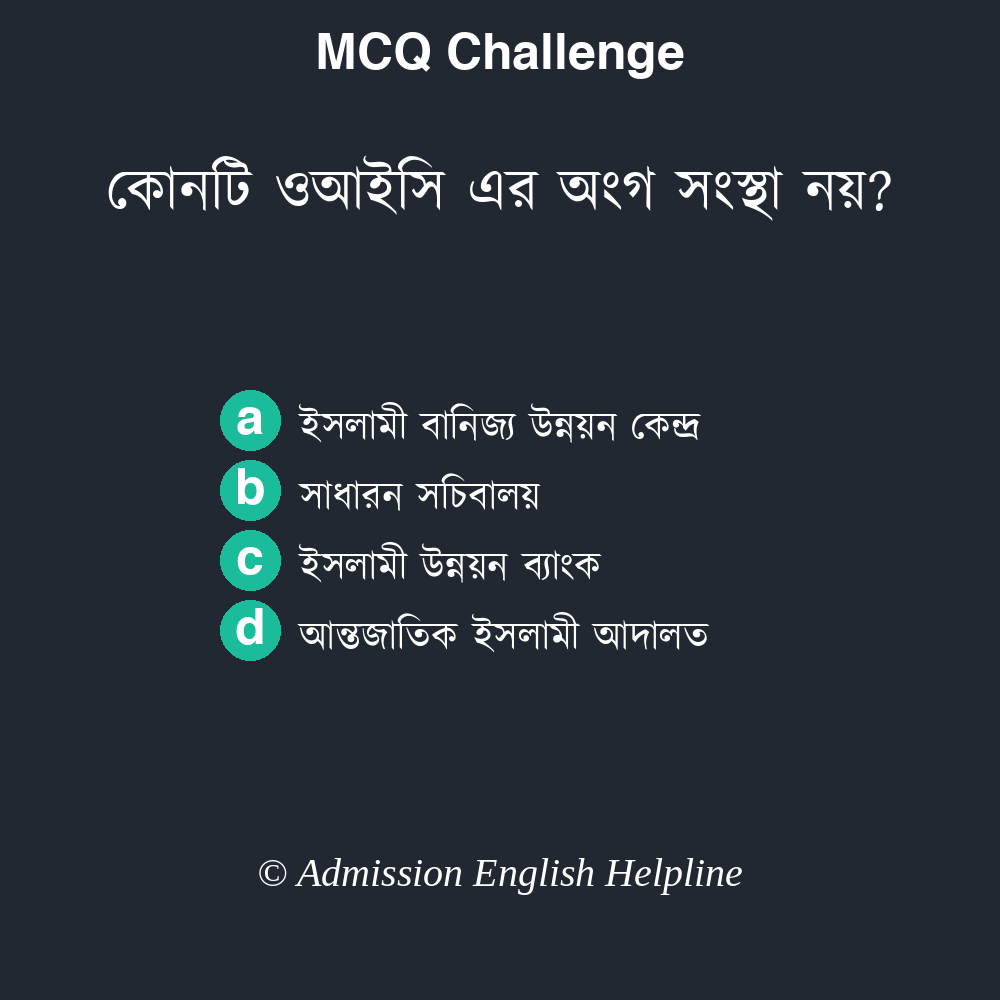 MCQ Challenge
কোনটি ওআইসি এর অংগ সংস্থা নয়?
a ইসলামী বানিজ্য উন্নয়ন কেন্দ্র
b সাধারন সচিবালয়
c ইসলামী উন্নয়ন ব্যাংক
d আন্তজাতিক ইসলামী আদালত
© Admission English Helpline